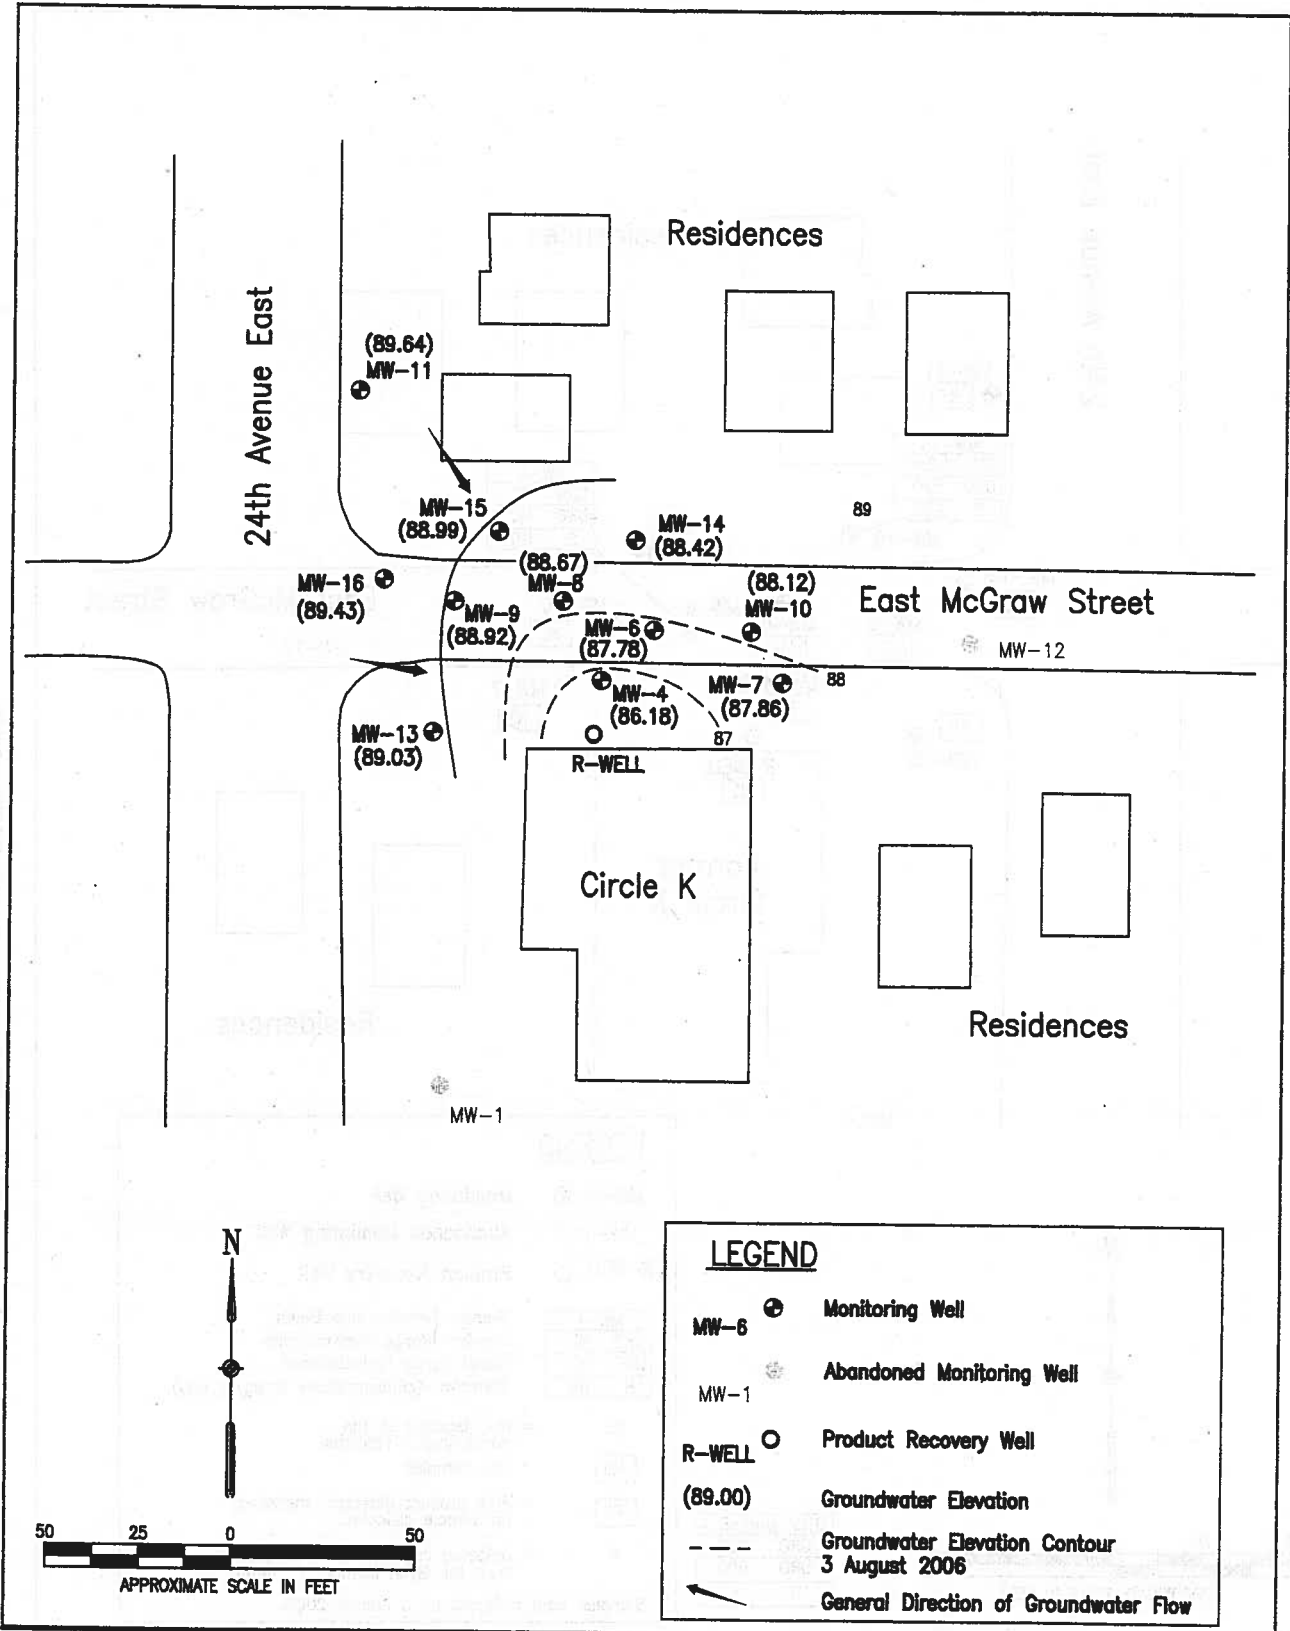 Residences
24th Avenue East
(89.64)
MW-11
MW-15
(88.99)
MW-14
(88.42)
89
(88.67)
MW-8
MW-16
(89.43)
MW-9
(88.92)
MW-6
(87.78)
(88.12)
MW-10
East McGraw Street
MW-12
MW-4
(86.18)
MW-7
(87.86)
88
MW-13
(89.03)
87
R-WELL
Circle K
Residences
MW-1
N
50 25 0 50
APPROXIMATE SCALE IN FEET
LEGEND
MW-6 Monitoring Well
MW-1 Abandoned Monitoring Well
R-WELL Product Recovery Well
(89.00) Groundwater Elevation
Groundwater Elevation Contour
3 August 2006
General Direction of Groundwater Flow